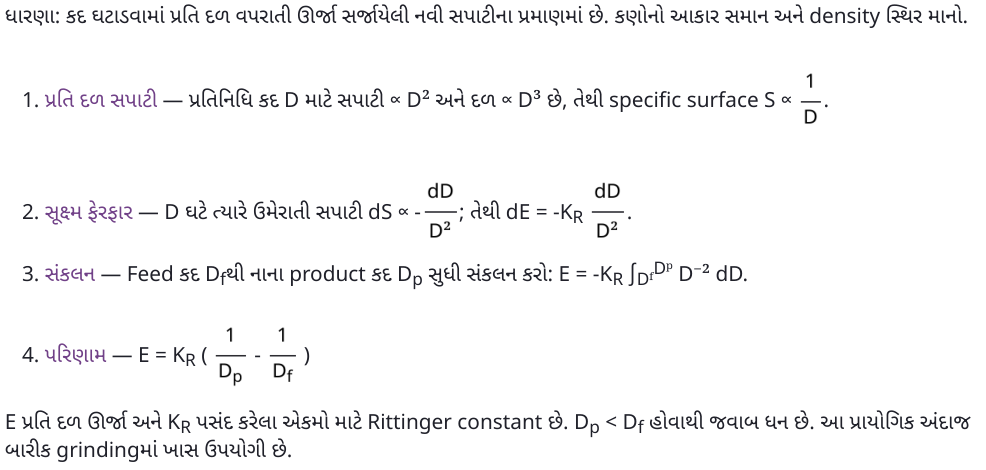 ધારણા: કદ ઘટાડવામાં પ્રતિ દળ વપરાતી ઊર્જા સર્જાયેલી નવી સપાટીના પ્રમાણમાં છે. કણોનો આકાર સમાન અને density સ્થિર માનો.
1. પ્રતિ દળ સપાટી — પ્રતિનિધિ કદ D માટે સપાટી ∝ D² અને દળ ∝ D³ છે, તેથી specific surface S ∝ 1/D.
2. સૂક્ષ્મ ફેરફાર — D ઘટે ત્યારે ઉમેરાતી સપાટી dS ∝ -dD/D²; તેથી dE = -K_R dD/D².
3. સંકલન — Feed કદ D_fથી નાના product કદ D_p સુધી સંકલન કરો: E = -K_R ∫_{D_f}^{D_p} D⁻² dD.
4. પરિણામ — E = K_R ( 1/D_p - 1/D_f )
E પ્રતિ દળ ઊર્જા અને K_R પસંદ કરેલા એકમો માટે Rittinger constant છે. D_p < D_f હોવાથી જવાબ ધન છે. આ પ્રાયોગિક અંદાજ
બારીક grindingમાં ખાસ ઉપયોગી છે.